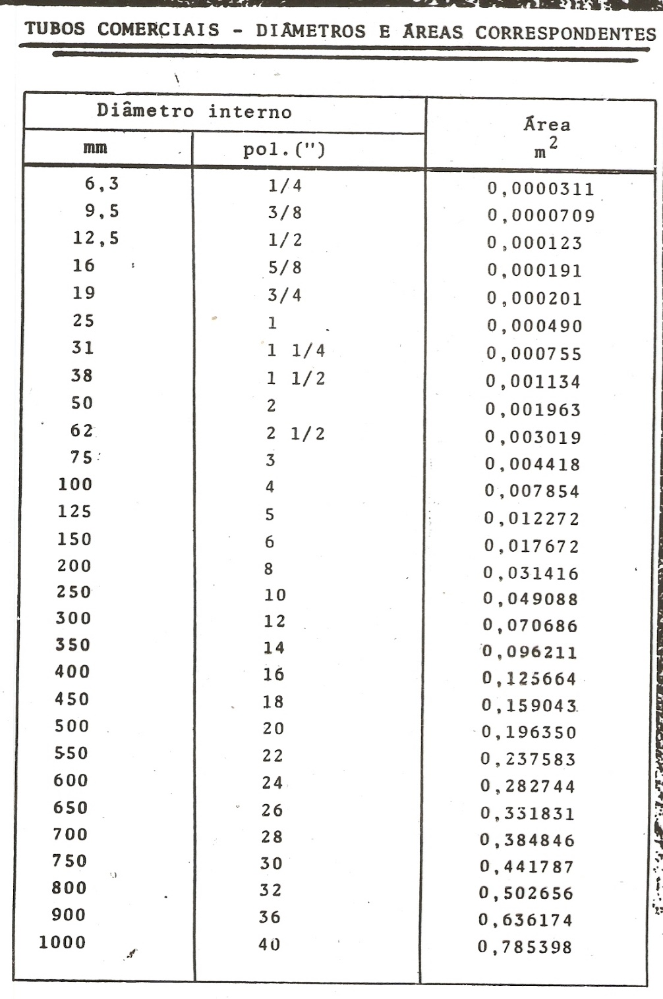 TUBOS COMERCIAIS - DIÂMETROS E ÁREAS CORRESPONDENTES
Diâmetro interno Área
mm pol.(") m²
6,3 1/4 0,0000311
9,5 3/8 0,0000709
12,5 1/2 0,000123
16 5/8 0,000191
19 3/4 0,000201
25 1 0,000490
31 1 1/4 0,000755
38 1 1/2 0,001134
50 2 0,001963
62 2 1/2 0,003019
75 3 0,004418
100 4 0,007854
125 5 0,012272
150 6 0,017672
200 8 0,031416
250 10 0,049088
300 12 0,070686
350 14 0,096211
400 16 0,125664
450 18 0,159043
500 20 0,196350
550 22 0,237583
600 24 0,282744
650 26 0,331831
700 28 0,384846
750 30 0,441787
800 32 0,502656
900 36 0,636174
1000 40 0,785398